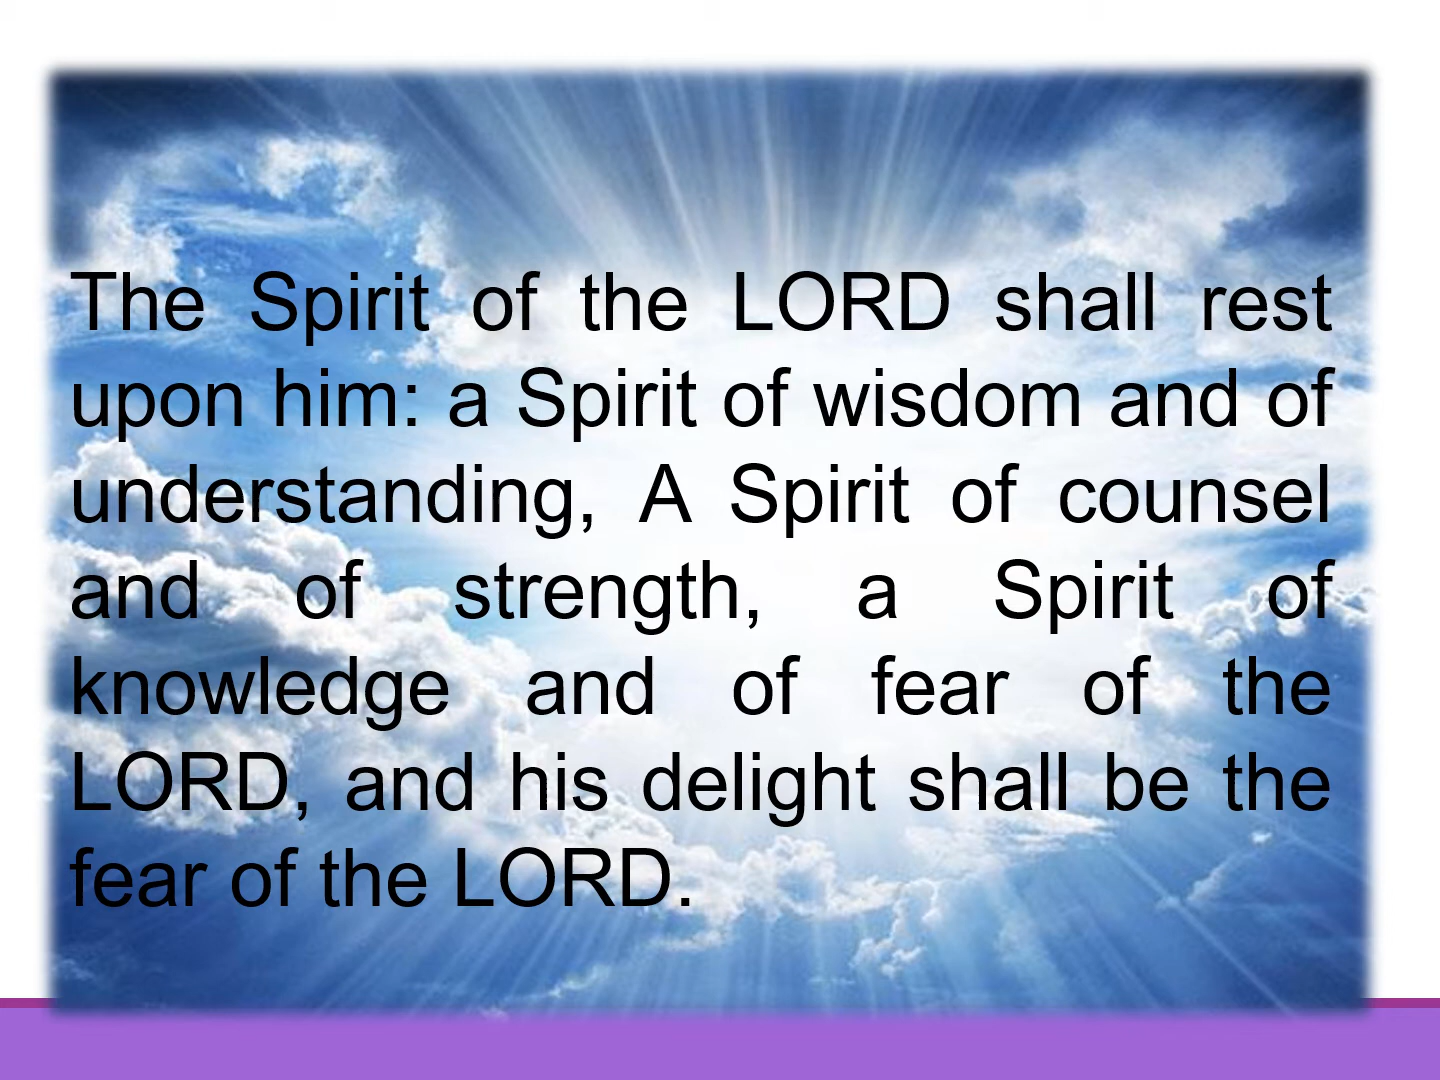 The Spirit of the LORD shall rest
upon him: a Spirit of wisdom and of
understanding, A Spirit of counsel
and of strength, a Spirit of
knowledge and of fear of the
LORD, and his delight shall be the
fear of the LORD.